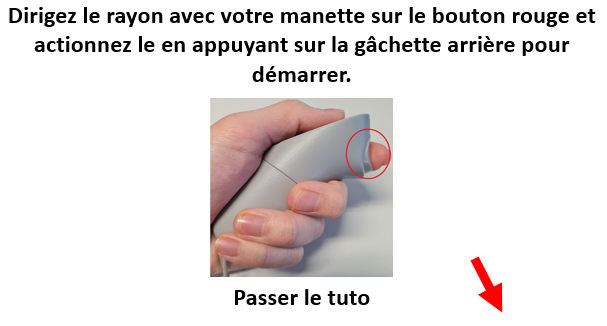 Dirigez le rayon avec votre manette sur le bouton rouge et
actionnez le en appuyant sur la gâchette arrière pour
démarrer.
Passer le tuto